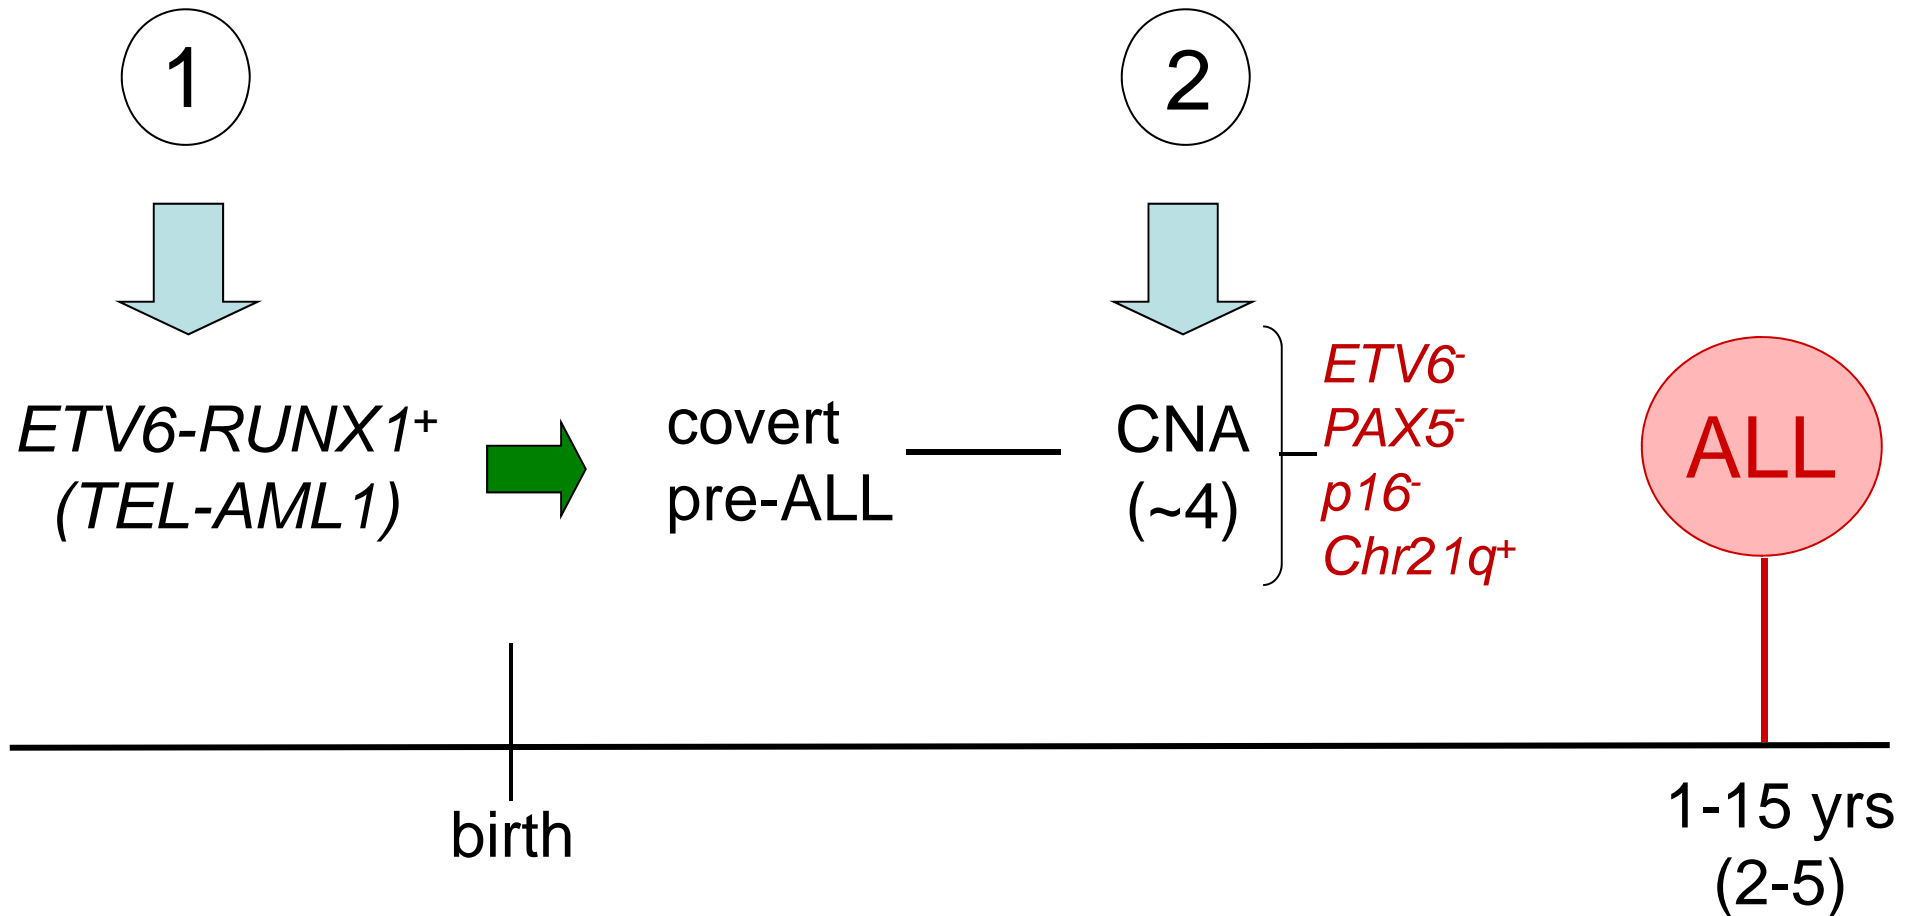 1
2
ETV6-RUNX1⁺
(TEL-AML1)
covert
pre-ALL
CNA
(~4)
ETV6⁻
PAX5⁻
p16⁻
Chr21q⁺
ALL
birth
1-15 yrs
(2-5)